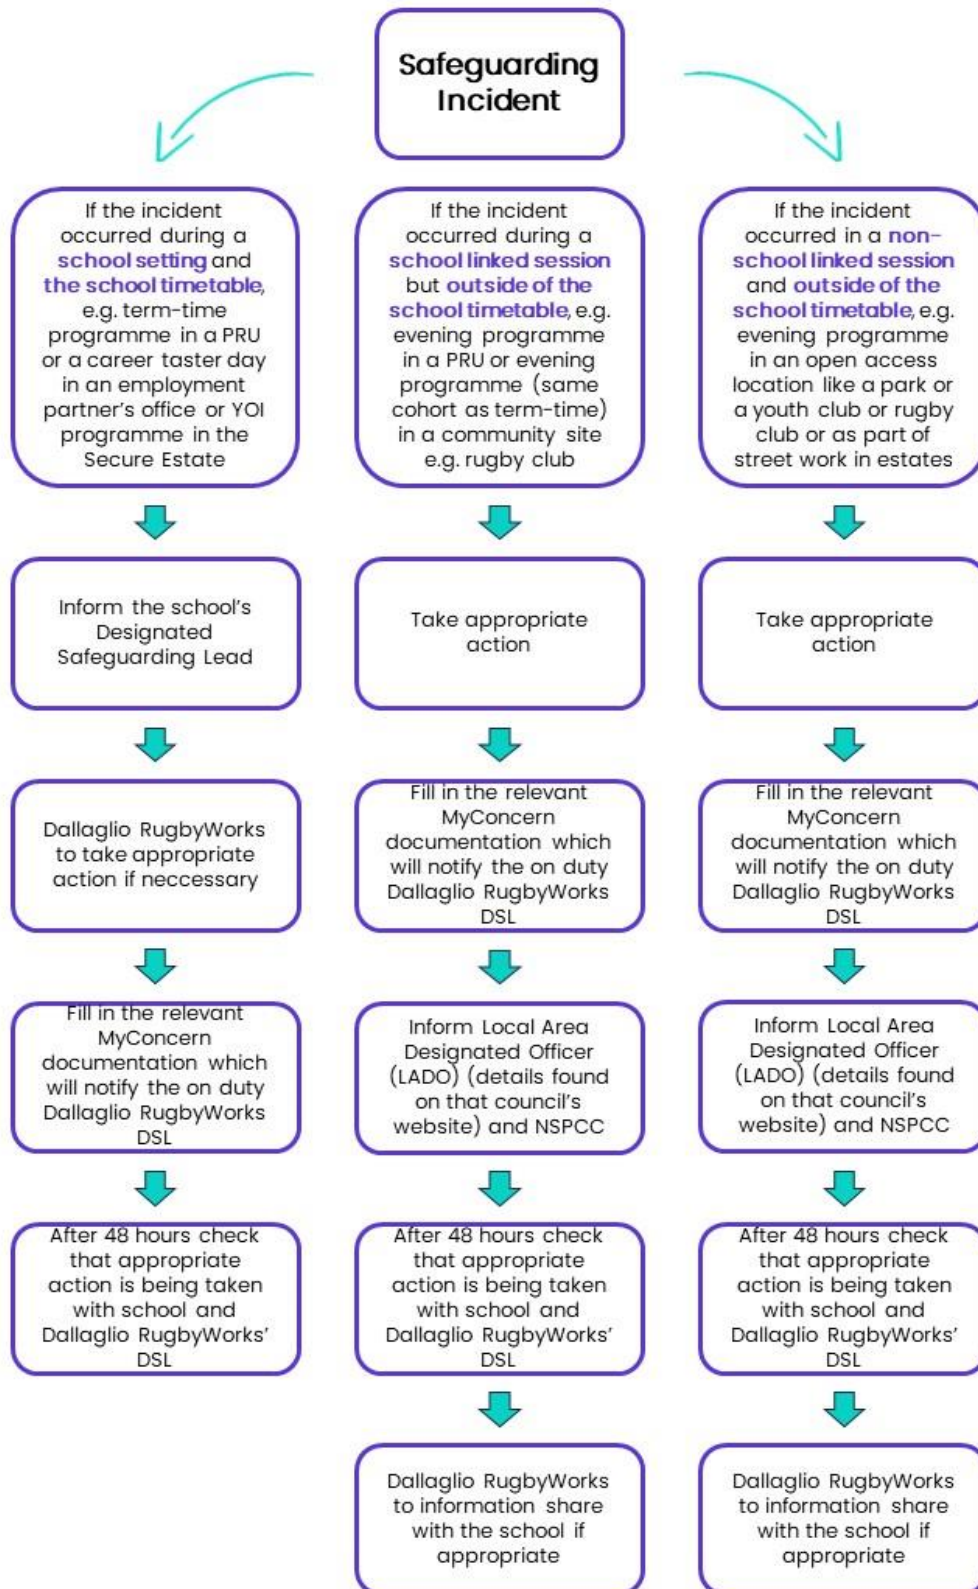 Safeguarding
Incident
If the incident
occurred during a
school setting and
the school timetable,
e.g. term-time
programme in a PRU
or a career taster day
in an employment
partner's office or YOI
programme in the
Secure Estate
Inform the school's
Designated
Safeguarding Lead
Dallaglio RugbyWorks
to take appropriate
action if neccessary
Fill in the relevant
MyConcern
documentation which
will notify the on duty
Dallaglio RugbyWorks
DSL
After 48 hours check
that appropriate
action is being taken
with school and
Dallaglio RugbyWorks'
DSL
If the incident
occurred during a
school linked session
but outside of the
school timetable, e.g.
evening programme
in a PRU or evening
programme (same
cohort as term-time)
in a community site
e.g. rugby club
Take appropriate
action
Fill in the relevant
MyConcern
documentation which
will notify the on duty
Dallaglio RugbyWorks
DSL
Inform Local Area
Designated Officer
(LADO) (details found
on that council's
website) and NSPCC
After 48 hours check
that appropriate
action is being taken
with school and
Dallaglio RugbyWorks'
DSL
Dallaglio RugbyWorks
to information share
with the school if
appropriate
If the incident
occurred in a non-
school linked session
and outside of the
school timetable, e.g.
evening programme
in an open access
location like a park or
a youth club or rugby
club or as part of
street work in estates
Take appropriate
action
Fill in the relevant
MyConcern
documentation which
will notify the on duty
Dallaglio RugbyWorks
DSL
Inform Local Area
Designated Officer
(LADO) (details found
on that council's
website) and NSPCC
After 48 hours check
that appropriate
action is being taken
with school and
Dallaglio RugbyWorks'
DSL
Dallaglio RugbyWorks
to information share
with the school if
appropriate